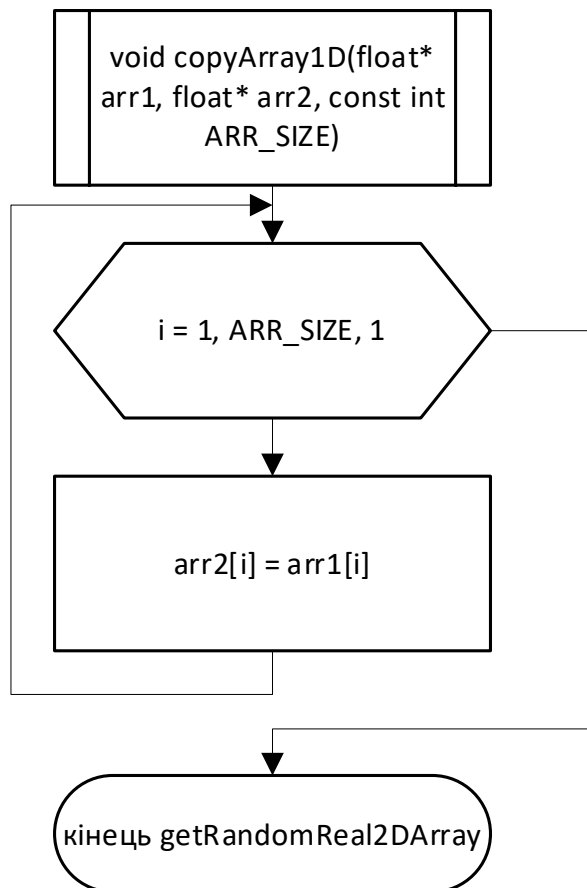 void copyArray1D(float*
arr1, float* arr2, const int
ARR_SIZE)
i = 1, ARR_SIZE, 1
arr2[i] = arr1[i]
кінець getRandomReal2DArray